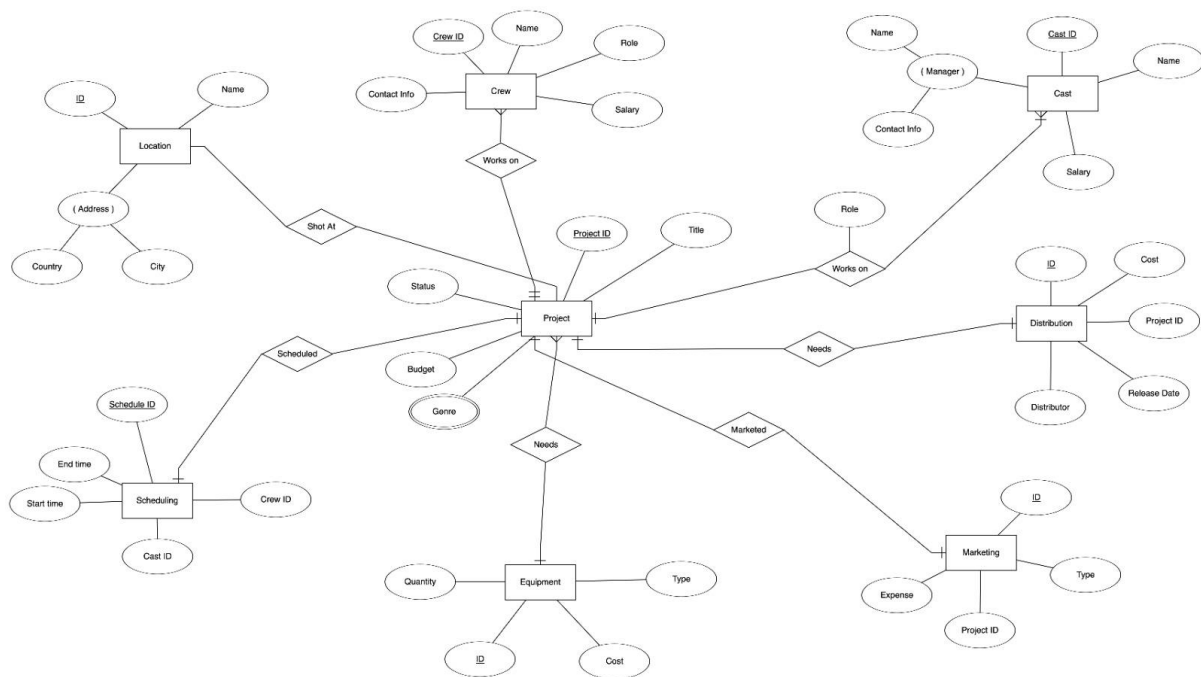 Crew ID
Name
Role
Contact Info
Crew
Salary
Works on
Name
Cast ID
( Manager )
Name
Cast
Contact Info
Salary
ID
Name
Location
( Address )
Country
City
Shot At
Project ID
Title
Status
Project
Budget
Genre
Role
Works on
ID
Cost
Distribution
Project ID
Needs
Distributor
Release Date
Scheduled
Schedule ID
End time
Start time
Scheduling
Crew ID
Cast ID
Needs
Marketed
Quantity
Equipment
Type
ID
Cost
ID
Marketing
Expense
Type
Project ID